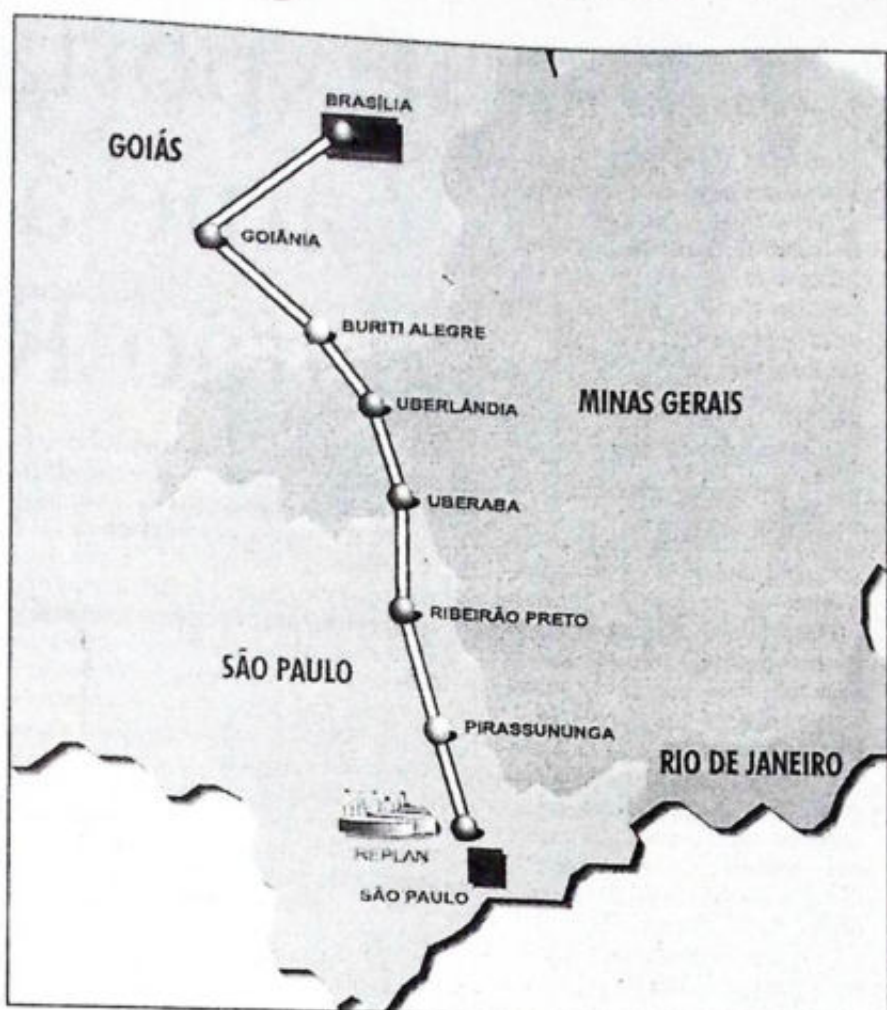 BRASÍLIA
GOIÁS
GOIÂNIA
BURITI ALEGRE
UBERLÂNDIA
MINAS GERAIS
UBERABA
RIBEIRÃO PRETO
SÃO PAULO
PIRASSUNUNGA
RIO DE JANEIRO
REPLAN
SÃO PAULO